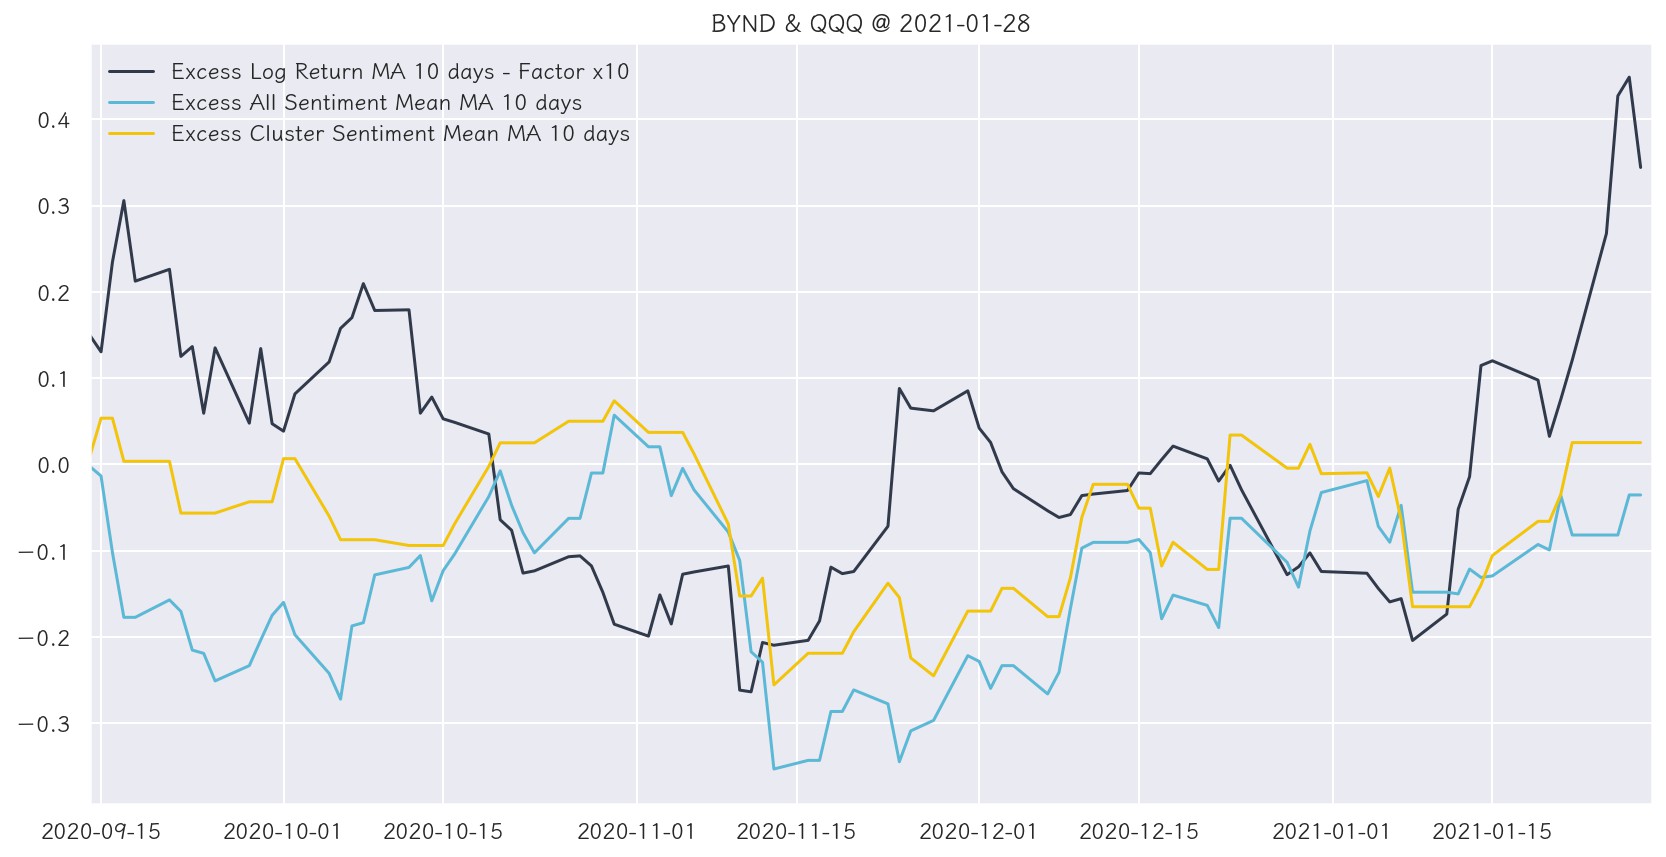 BYND & QQQ @ 2021-01-28
Excess Log Return MA 10 days - Factor x10
Excess All Sentiment Mean MA 10 days
Excess Cluster Sentiment Mean MA 10 days
0.4
0.3
0.2
0.1
0.0
−0.1
−0.2
−0.3
2020-09-15 2020-10-01 2020-10-15 2020-11-01 2020-11-15 2020-12-01 2020-12-15 2021-01-01 2021-01-15